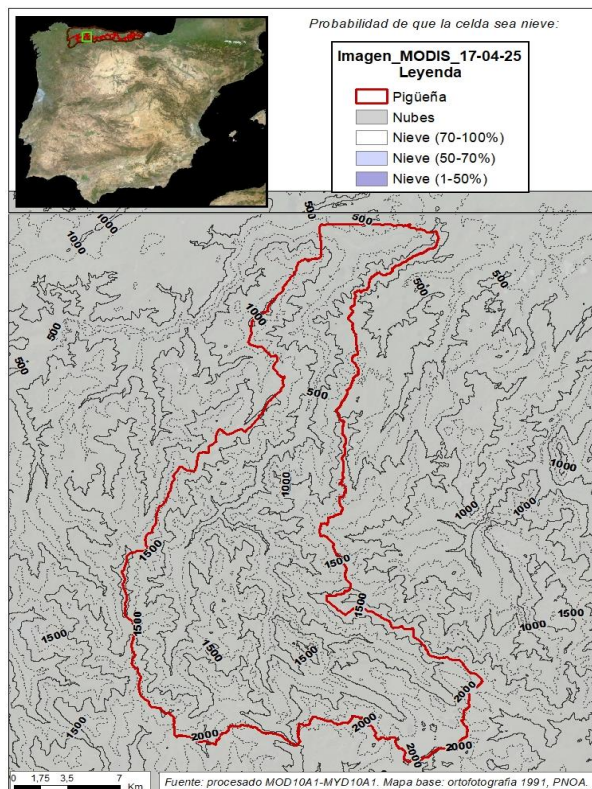 Probabilidad de que la celda sea nieve:
Imagen_MODIS_17-04-25
Leyenda
Pigüeña
Nubes
Nieve (70-100%)
Nieve (50-70%)
Nieve (1-50%)
500
500
1000
500
1000
500
500
500
500
1000
1000
1000
1500
1500
1500
1500
1000
1500
1500
1500
1500
2000
1500
2000
2000
2000
2000
0 1,75 3,5 7
Km
Fuente: procesado MOD10A1-MYD10A1. Mapa base: ortofotografia 1991, PNOA.